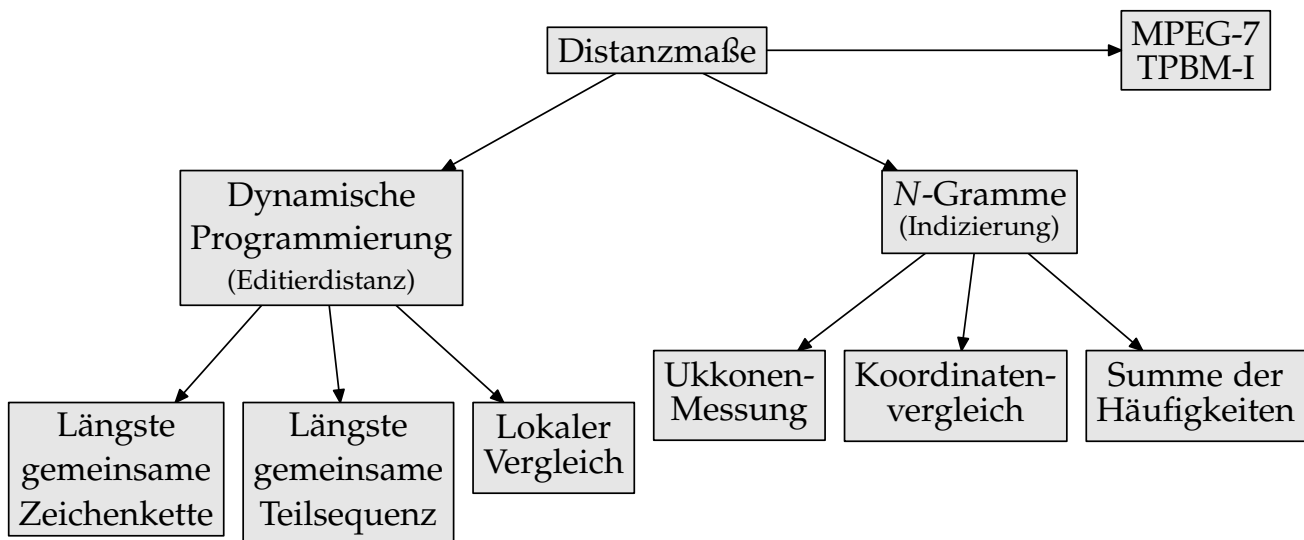 Distanzmaße
MPEG-7
TPBM-I
Dynamische
Programmierung
(Editierdistanz)
N-Gramme
(Indizierung)
Längste
gemeinsame
Zeichenkette
Längste
gemeinsame
Teilsequenz
Lokaler
Vergleich
Ukkonen-
Messung
Koordinaten-
vergleich
Summe der
Häufigkeiten